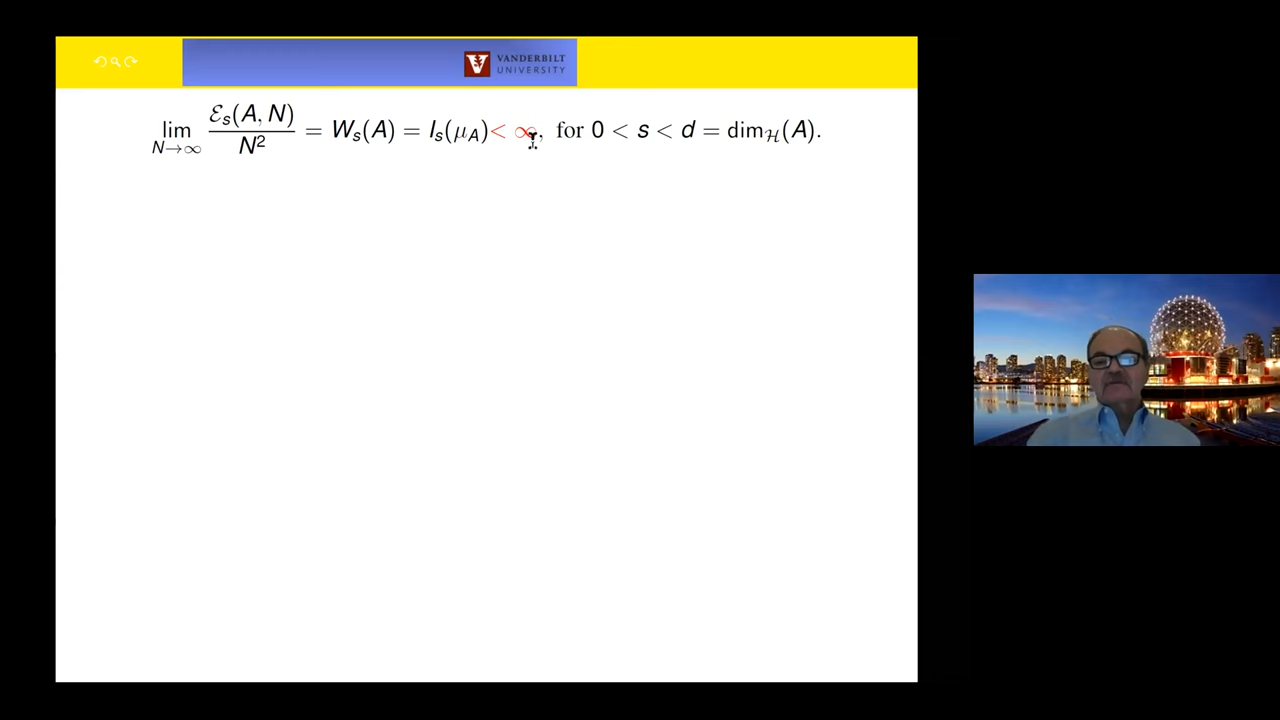 VANDERBILT
UNIVERSITY
lim_{N→∞} ℰ_s(A, N) / N² = W_s(A) = I_s(μ_A) < ∞, for 0 < s < d = dim_ℋ(A).